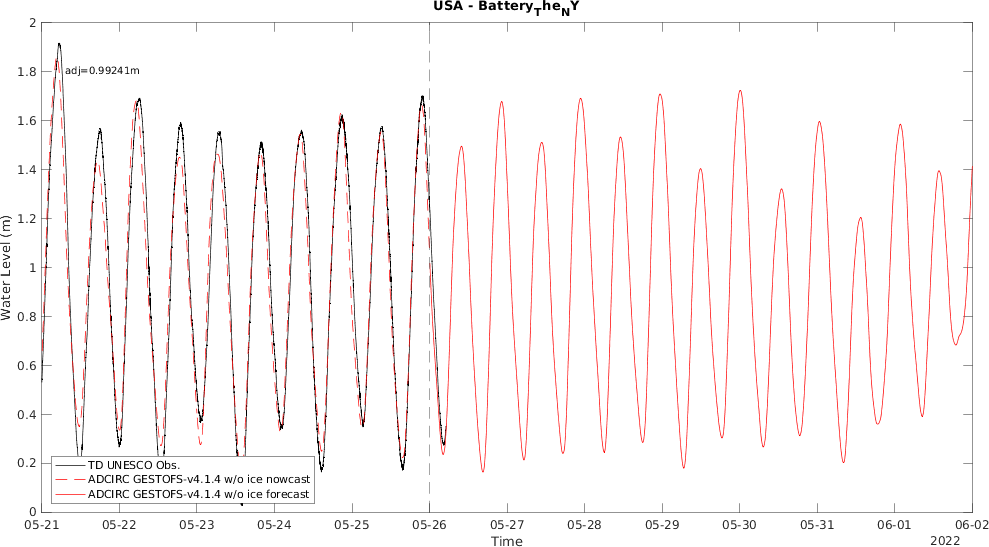 USA - Battery_The_NY
2
1.8
1.6
1.4
1.2
1
0.8
0.6
0.4
0.2
0
Water Level (m)
adj=0.99241m
TD UNESCO Obs.
ADCIRC GESTOFS-v4.1.4 w/o ice nowcast
ADCIRC GESTOFS-v4.1.4 w/o ice forecast
05-21 05-22 05-23 05-24 05-25 05-26 05-27 05-28 05-29 05-30 05-31 06-01 06-02
Time
2022